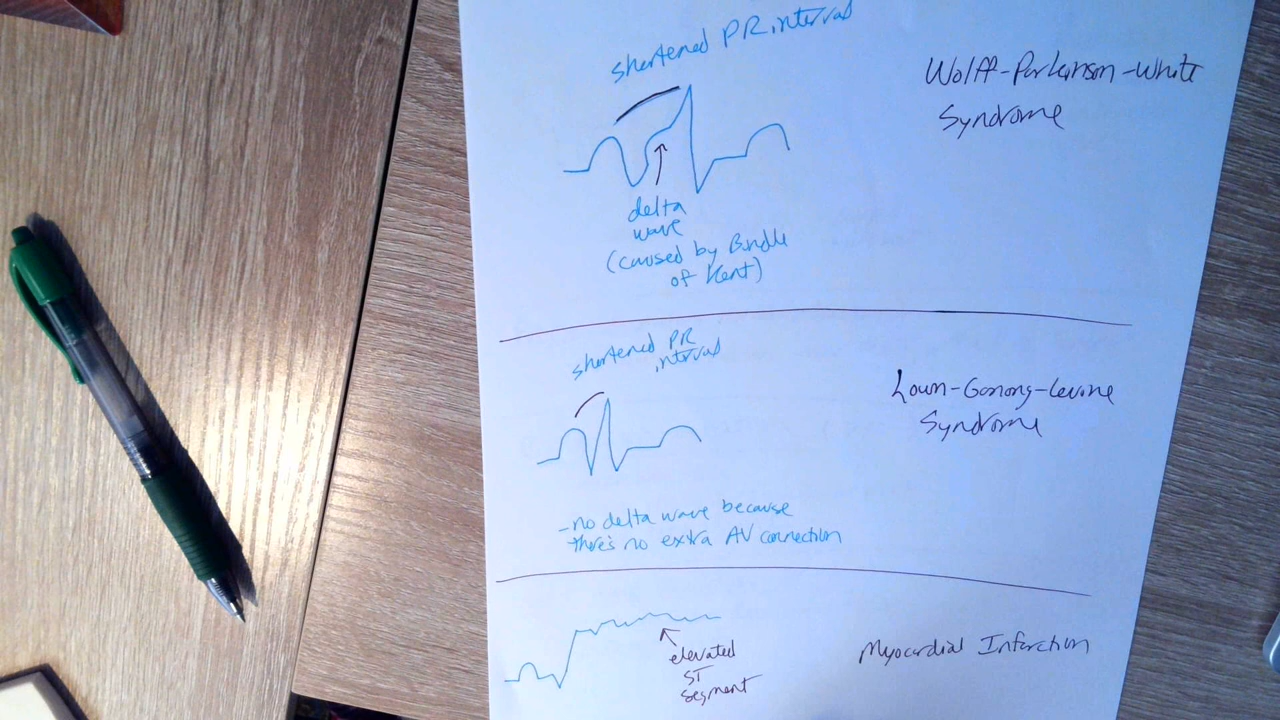 shortened PR interval
Wolff-Parkinson-White
Syndrome
delta
wave
(caused by Bundle
of Kent)
shortened PR
interval
Lown-Ganong-Levine
Syndrome
-no delta wave because
there's no extra AV connection
elevated
ST
segment
Myocardial Infarction